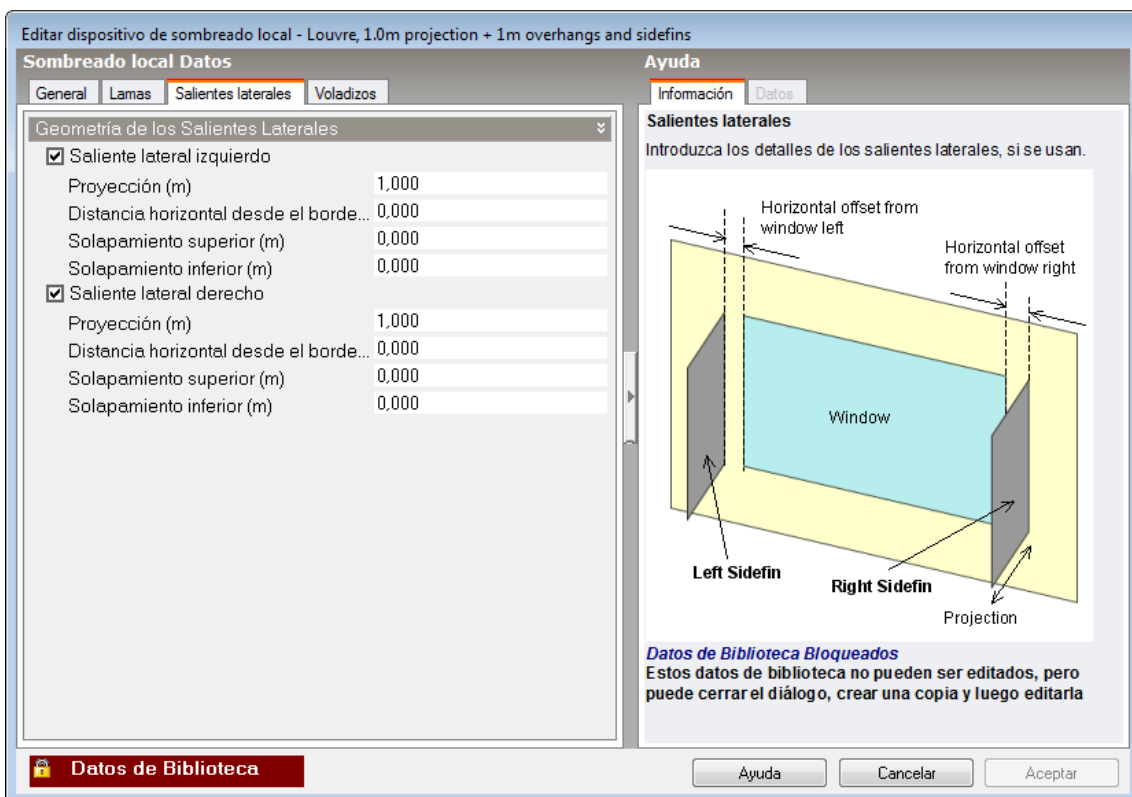 Editar dispositivo de sombreado local - Louvre, 1.0m projection + 1m overhangs and sidefins
Sombreado local Datos
General
Lamas
Salientes laterales
Voladizos
Geometría de los Salientes Laterales
Saliente lateral izquierdo
Proyección (m) 1,000
Distancia horizontal desde el borde... 0,000
Solapamiento superior (m) 0,000
Solapamiento inferior (m) 0,000
Saliente lateral derecho
Proyección (m) 1,000
Distancia horizontal desde el borde... 0,000
Solapamiento superior (m) 0,000
Solapamiento inferior (m) 0,000
Ayuda
Información
Datos
Salientes laterales
Introduzca los detalles de los salientes laterales, si se usan.
Horizontal offset from
window left
Horizontal offset
from window right
Window
Left Sidefin
Right Sidefin
Projection
Datos de Biblioteca Bloqueados
Estos datos de biblioteca no pueden ser editados, pero
puede cerrar el diálogo, crear una copia y luego editarla
Datos de Biblioteca
Ayuda
Cancelar
Aceptar